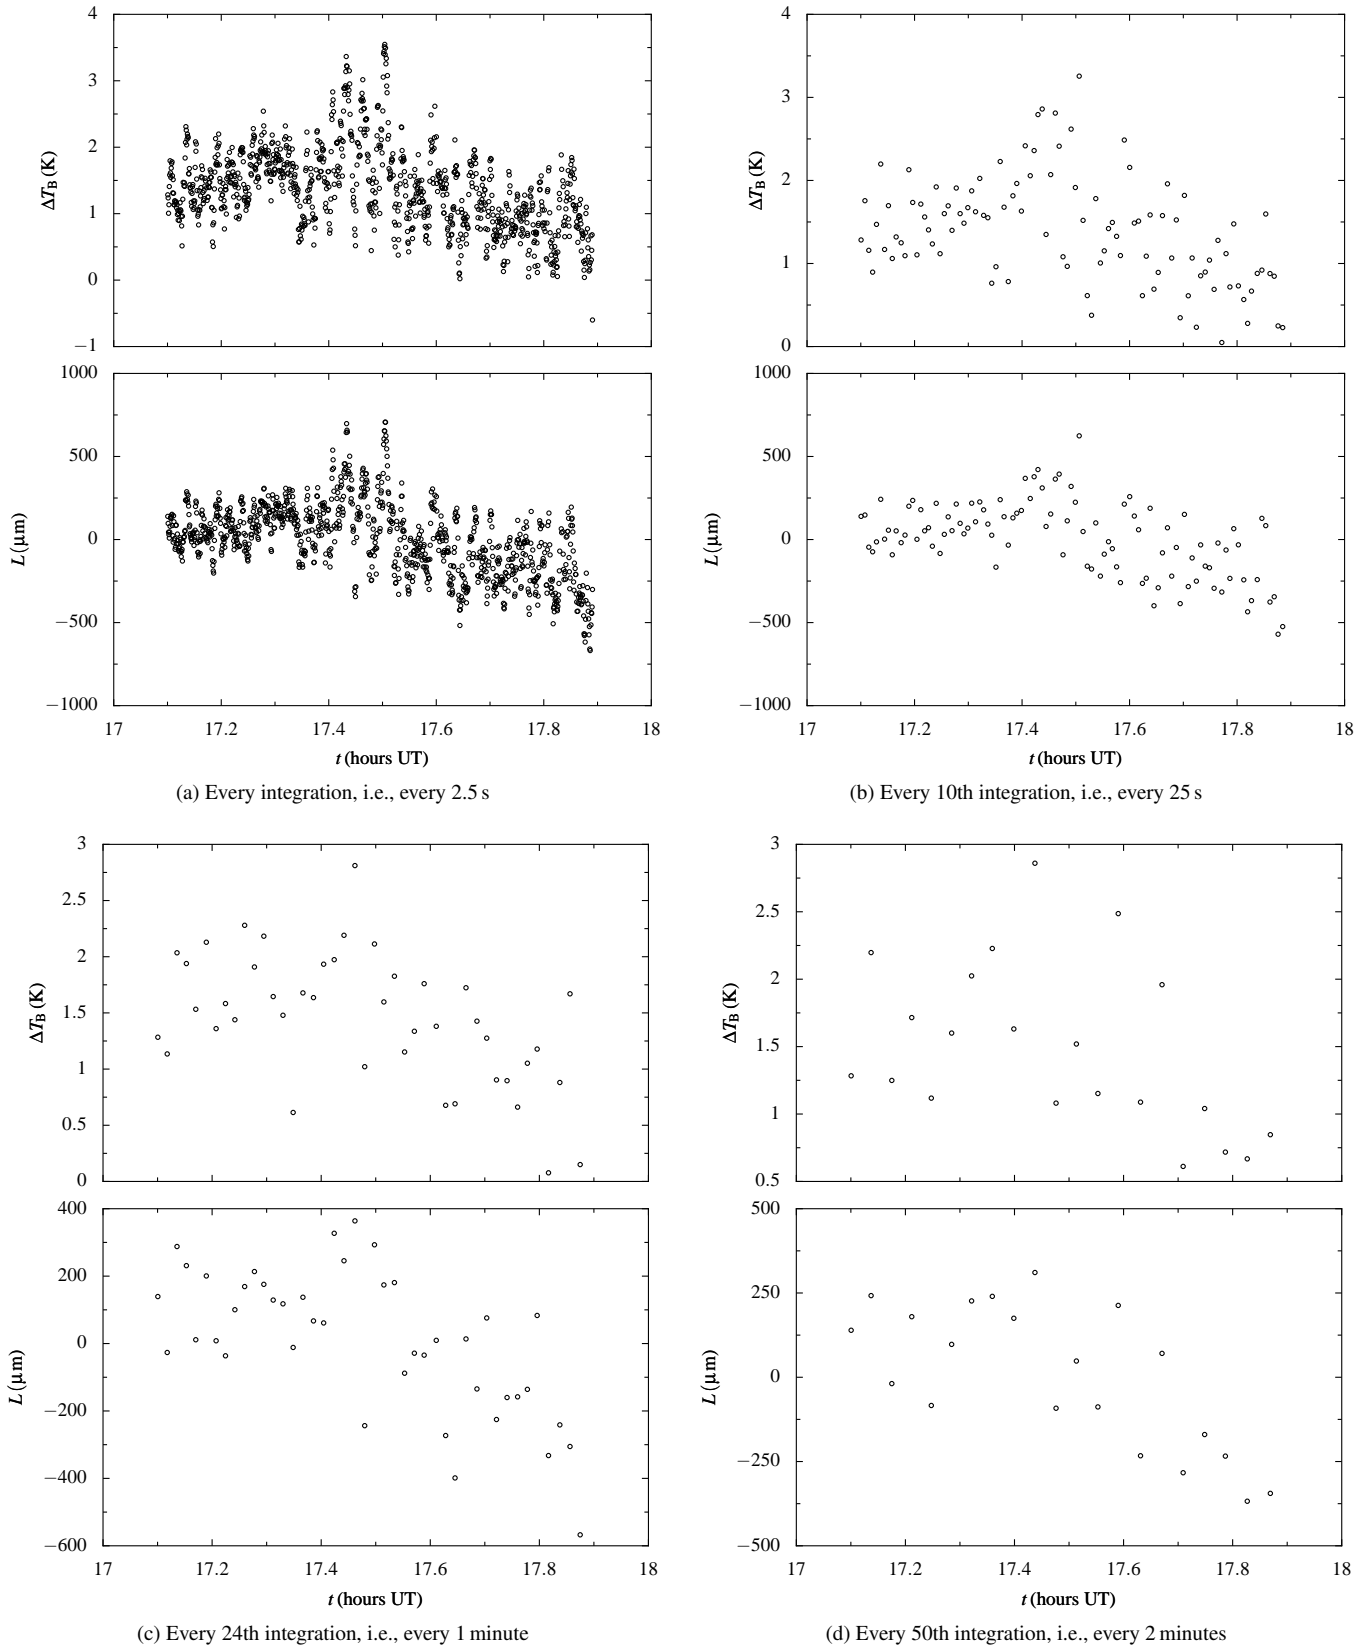 4
3
2
1
0
−1
ΔT_B (K)
1000
500
0
−500
−1000
L (μm)
17 17.2 17.4 17.6 17.8 18
t (hours UT)
(a) Every integration, i.e., every 2.5 s
4
3
2
1
0
ΔT_B (K)
1000
500
0
−500
−1000
L (μm)
17 17.2 17.4 17.6 17.8 18
t (hours UT)
(b) Every 10th integration, i.e., every 25 s
3
2.5
2
1.5
1
0.5
0
ΔT_B (K)
400
200
0
−200
−400
−600
L (μm)
17 17.2 17.4 17.6 17.8 18
t (hours UT)
(c) Every 24th integration, i.e., every 1 minute
3
2.5
2
1.5
1
0.5
ΔT_B (K)
500
250
0
−250
−500
L (μm)
17 17.2 17.4 17.6 17.8 18
t (hours UT)
(d) Every 50th integration, i.e., every 2 minutes